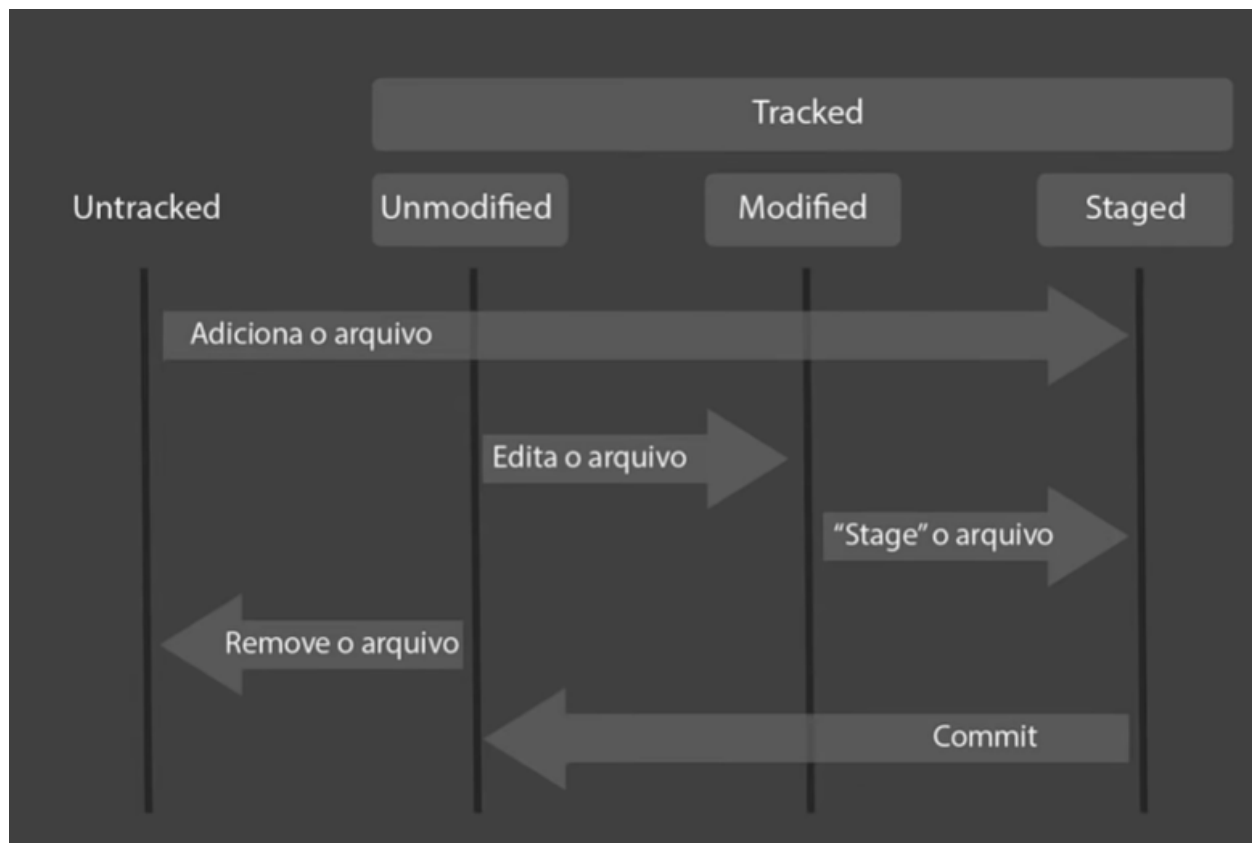 Tracked
Untracked
Unmodified
Modified
Staged
Adiciona o arquivo
Edita o arquivo
“Stage” o arquivo
Remove o arquivo
Commit